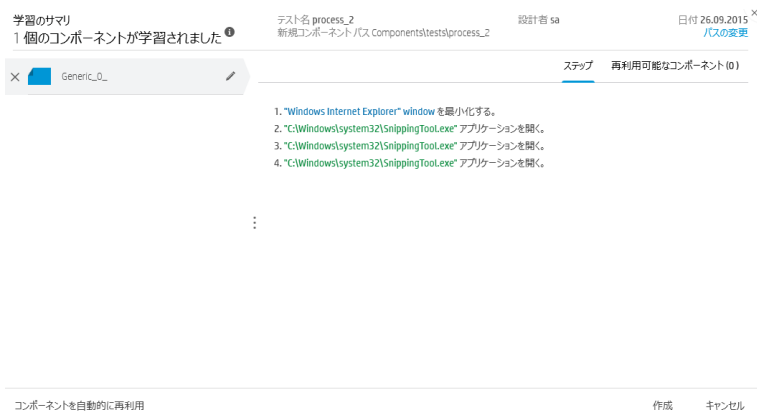 学習のサマリ
1 個のコンポーネントが学習されました
テスト名 process_2
新規コンポーネント パス Components\tests\process_2
設計者 sa
日付 26.09.2015
パスの変更
Generic_0_
ステップ 再利用可能なコンポーネント (0)
1. "Windows Internet Explorer" window を最小化する。
2. "C:\Windows\system32\SnippingTool.exe" アプリケーションを開く。
3. "C:\Windows\system32\SnippingTool.exe" アプリケーションを開く。
4. "C:\Windows\system32\SnippingTool.exe" アプリケーションを開く。
コンポーネントを自動的に再利用
作成 キャンセル